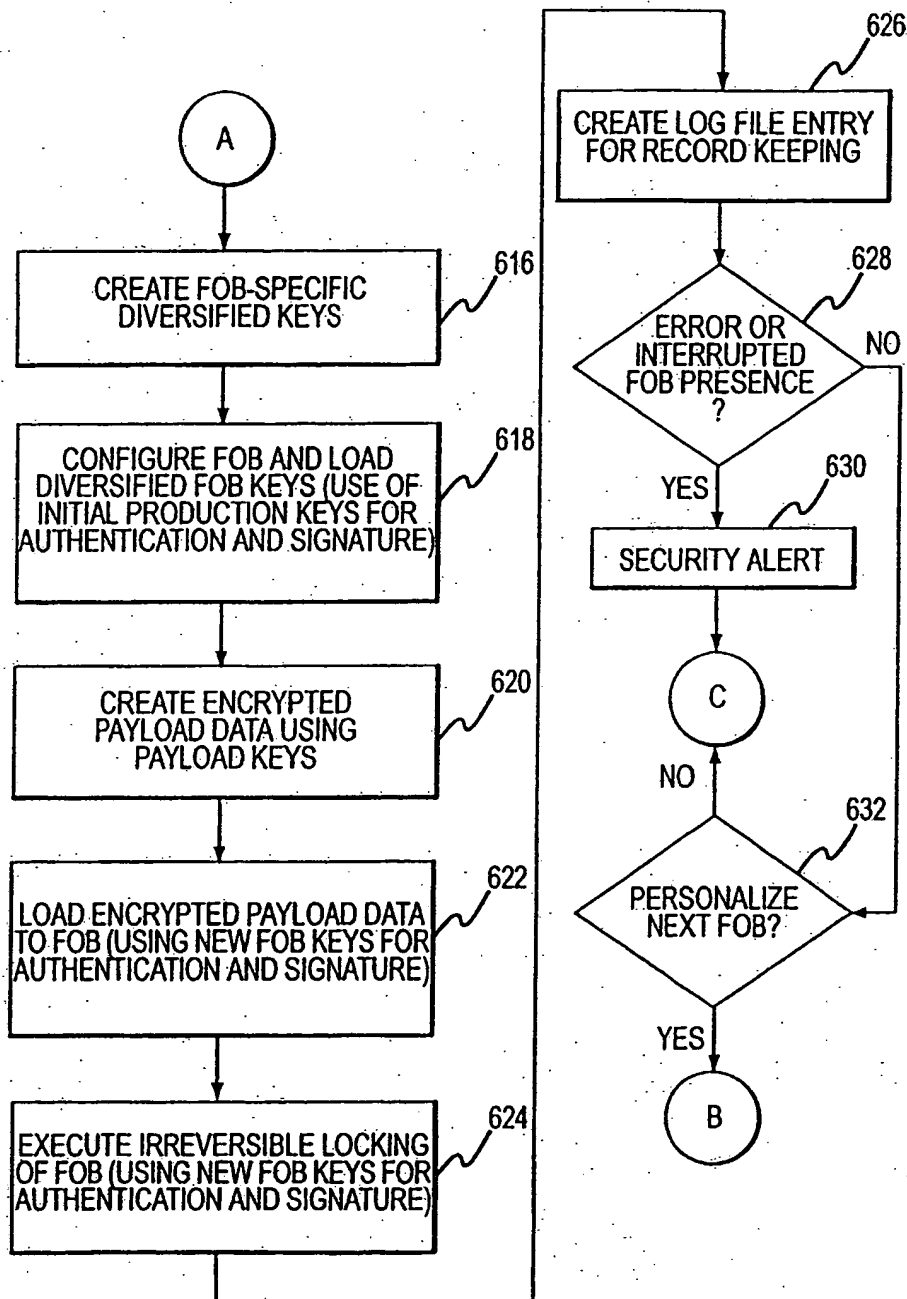 A
CREATE FOB-SPECIFIC
DIVERSIFIED KEYS
616
CONFIGURE FOB AND LOAD
DIVERSIFIED FOB KEYS (USE OF
INITIAL PRODUCTION KEYS FOR
AUTHENTICATION AND SIGNATURE)
618
CREATE ENCRYPTED
PAYLOAD DATA USING
PAYLOAD KEYS
620
LOAD ENCRYPTED PAYLOAD DATA
TO FOB (USING NEW FOB KEYS FOR
AUTHENTICATION AND SIGNATURE)
622
EXECUTE IRREVERSIBLE LOCKING
OF FOB (USING NEW FOB KEYS FOR
AUTHENTICATION AND SIGNATURE)
624
626
CREATE LOG FILE ENTRY
FOR RECORD KEEPING
628
ERROR OR
INTERRUPTED
FOB PRESENCE
?
NO
YES
630
SECURITY ALERT
C
NO
632
PERSONALIZE
NEXT FOB?
YES
B